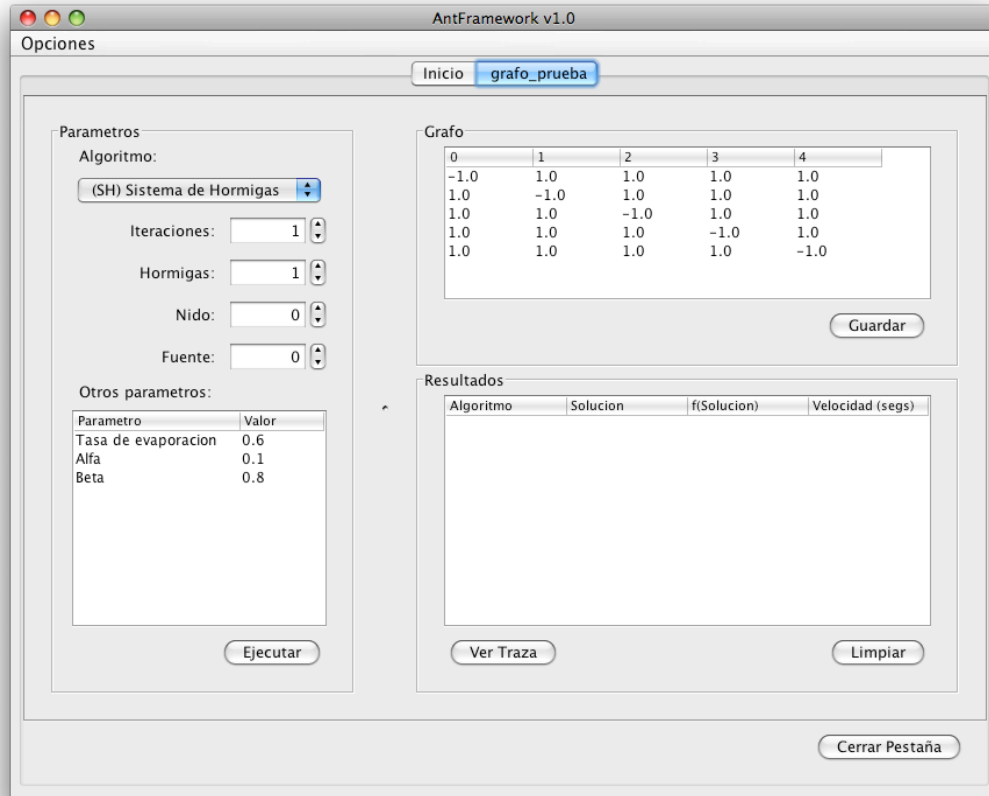 AntFramework v1.0
Opciones
Inicio grafo_prueba
Parametros
Algoritmo:
(SH) Sistema de Hormigas
Iteraciones: 1
Hormigas: 1
Nido: 0
Fuente: 0
Otros parametros:
Parametro Valor
Tasa de evaporacion 0.6
Alfa 0.1
Beta 0.8
Ejecutar
Grafo
0 1 2 3 4
-1.0 1.0 1.0 1.0 1.0
1.0 -1.0 1.0 1.0 1.0
1.0 1.0 -1.0 1.0 1.0
1.0 1.0 1.0 -1.0 1.0
1.0 1.0 1.0 1.0 -1.0
Guardar
Resultados
Algoritmo Solucion f(Solucion) Velocidad (segs)
Ver Traza Limpiar
Cerrar Pestaña